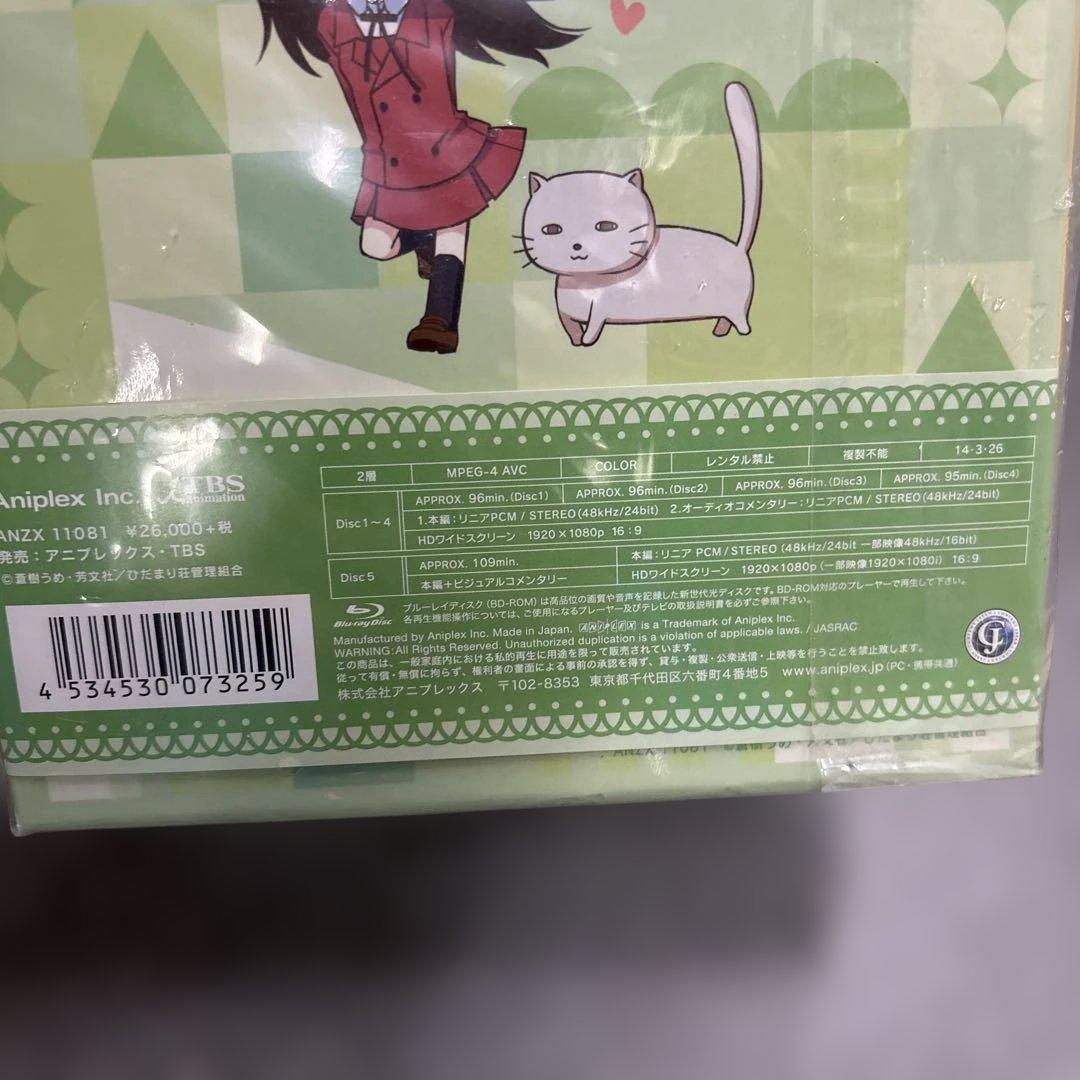 Aniplex Inc. TBS animation
ANZX 11081 ¥26,000+税
発売：アニプレックス・TBS
©蒼樹うめ・芳文社／ひだまり荘管理組合
4 534530 073259
2層 MPEG-4 AVC COLOR レンタル禁止 複製不能 14・3・26
Disc1～4 APPROX. 96min.(Disc1) APPROX. 96min.(Disc2) APPROX. 96min.(Disc3) APPROX. 95min.(Disc4)
1.本編：リニアPCM / STEREO(48kHz/24bit) 2.オーディオコメンタリー：リニアPCM / STEREO(48kHz/24bit)
HDワイドスクリーン 1920×1080p 16：9
Disc5 APPROX. 109min. 本編：リニア PCM / STEREO (48kHz/24bit 一部映像48kHz/16bit)
本編＋ビジュアルコメンタリー HDワイドスクリーン 1920×1080p (一部映像1920×1080i) 16：9
Blu-ray Disc
ブルーレイディスク（BD-ROM）は高品位の画質や音声を記録した新世代光ディスクです。BD-ROM対応のプレーヤーで再生して下さい。
各再生機能操作については、ご使用になるプレーヤー及びテレビの取扱説明書を必ずご参照下さい。
Manufactured by Aniplex Inc. Made in Japan. ANIPLEX is a Trademark of Aniplex Inc.
WARNING: All Rights Reserved. Unauthorized duplication is a violation of applicable laws. / JASRAC
この商品は、一般家庭内における私的再生に用途を限って販売されています。
従って有償・無償に拘らず、権利者の書面による事前の承認を得ず、貸与・複製・公衆送信・上映等を行うことを禁止致します。
株式会社アニプレックス 〒102-8353 東京都千代田区六番町4番地5 www.aniplex.jp(PC・携帯共通)
ANZX 11081